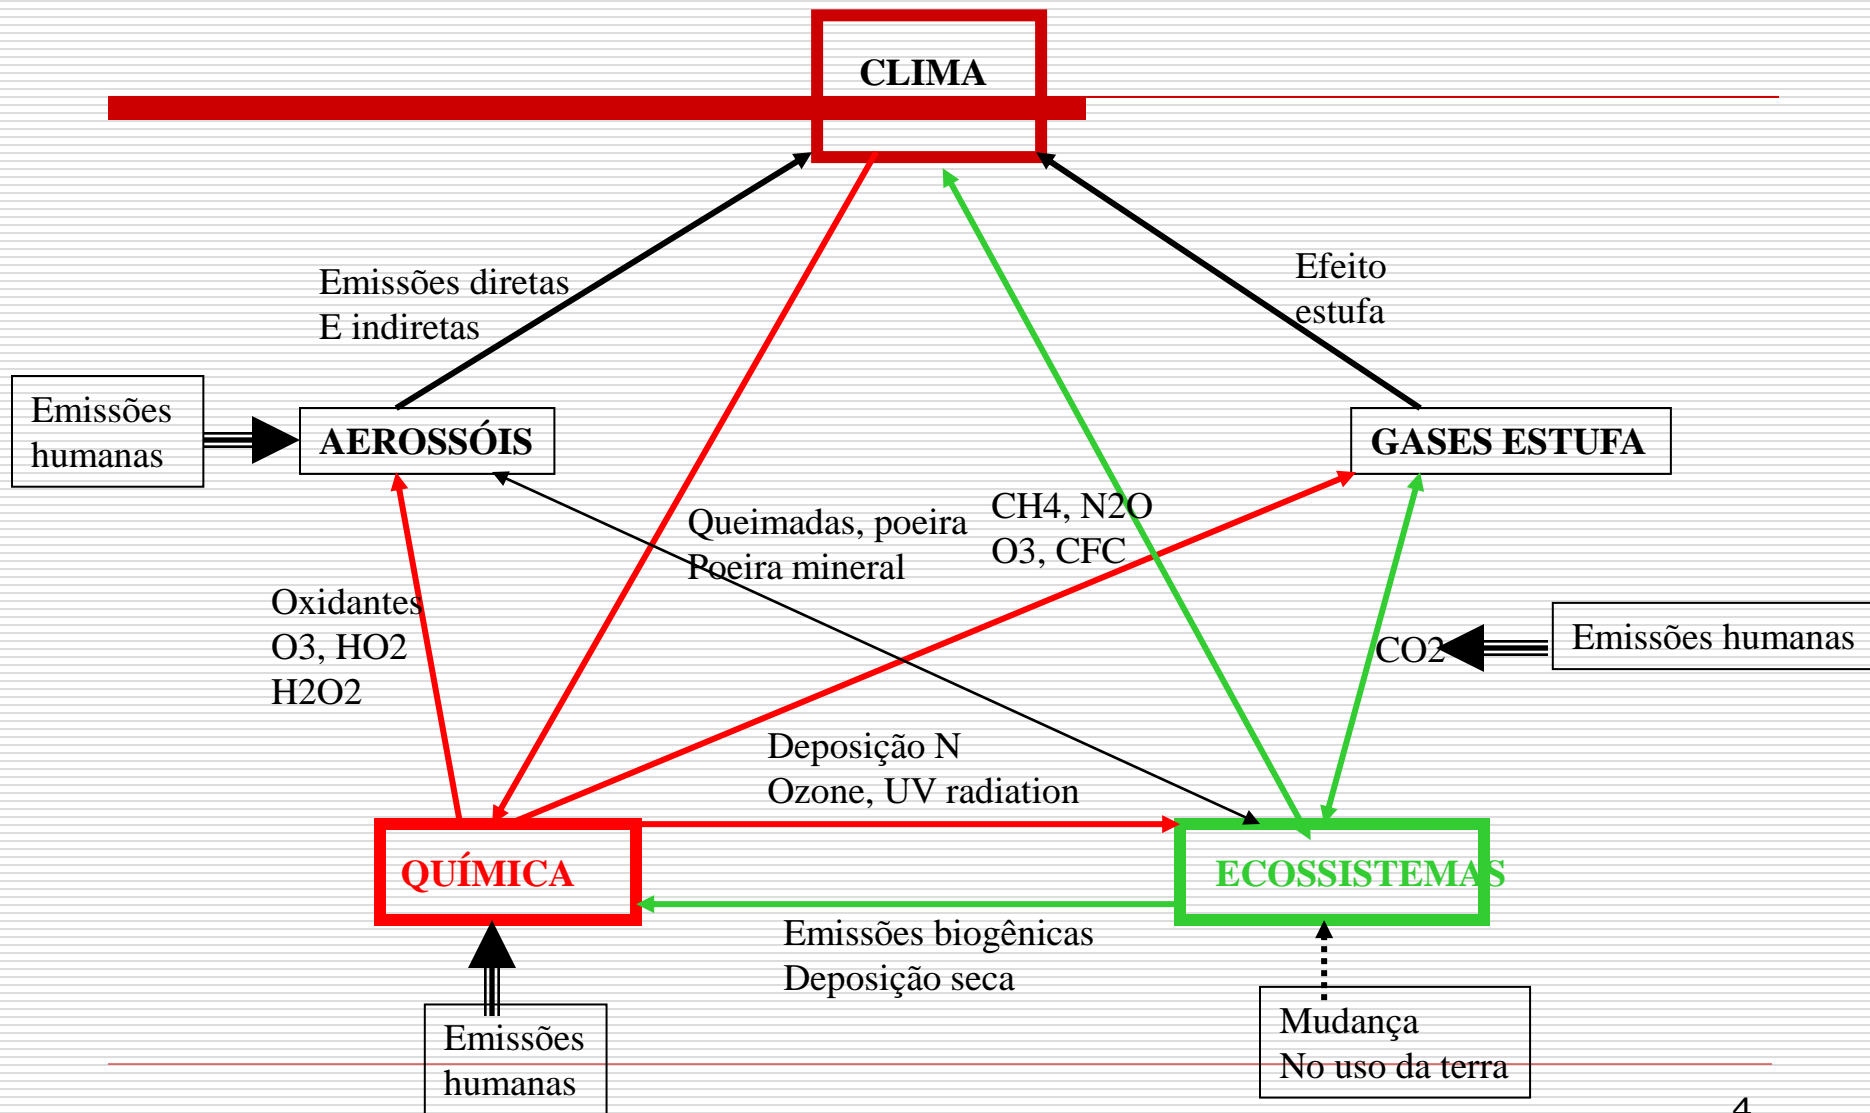 CLIMA
Emissões diretas
E indiretas
Efeito
estufa
Emissões
humanas
AEROSSÓIS
GASES ESTUFA
Queimadas, poeira
Poeira mineral
CH4, N2O
O3, CFC
Oxidantes
O3, HO2
H2O2
CO2
Emissões humanas
Deposição N
Ozone, UV radiation
QUÍMICA
ECOSSISTEMAS
Emissões biogênicas
Deposição seca
Emissões
humanas
Mudança
No uso da terra
4